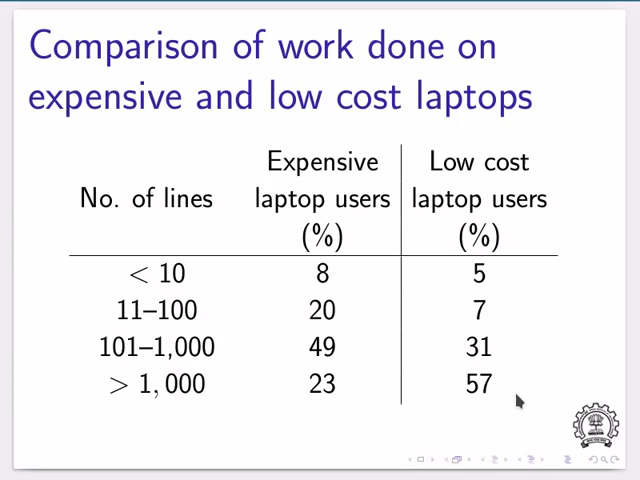 Comparison of work done on
expensive and low cost laptops
Expensive Low cost
No. of lines laptop users laptop users
(%) (%)
< 10 8 5
11–100 20 7
101–1,000 49 31
> 1, 000 23 57